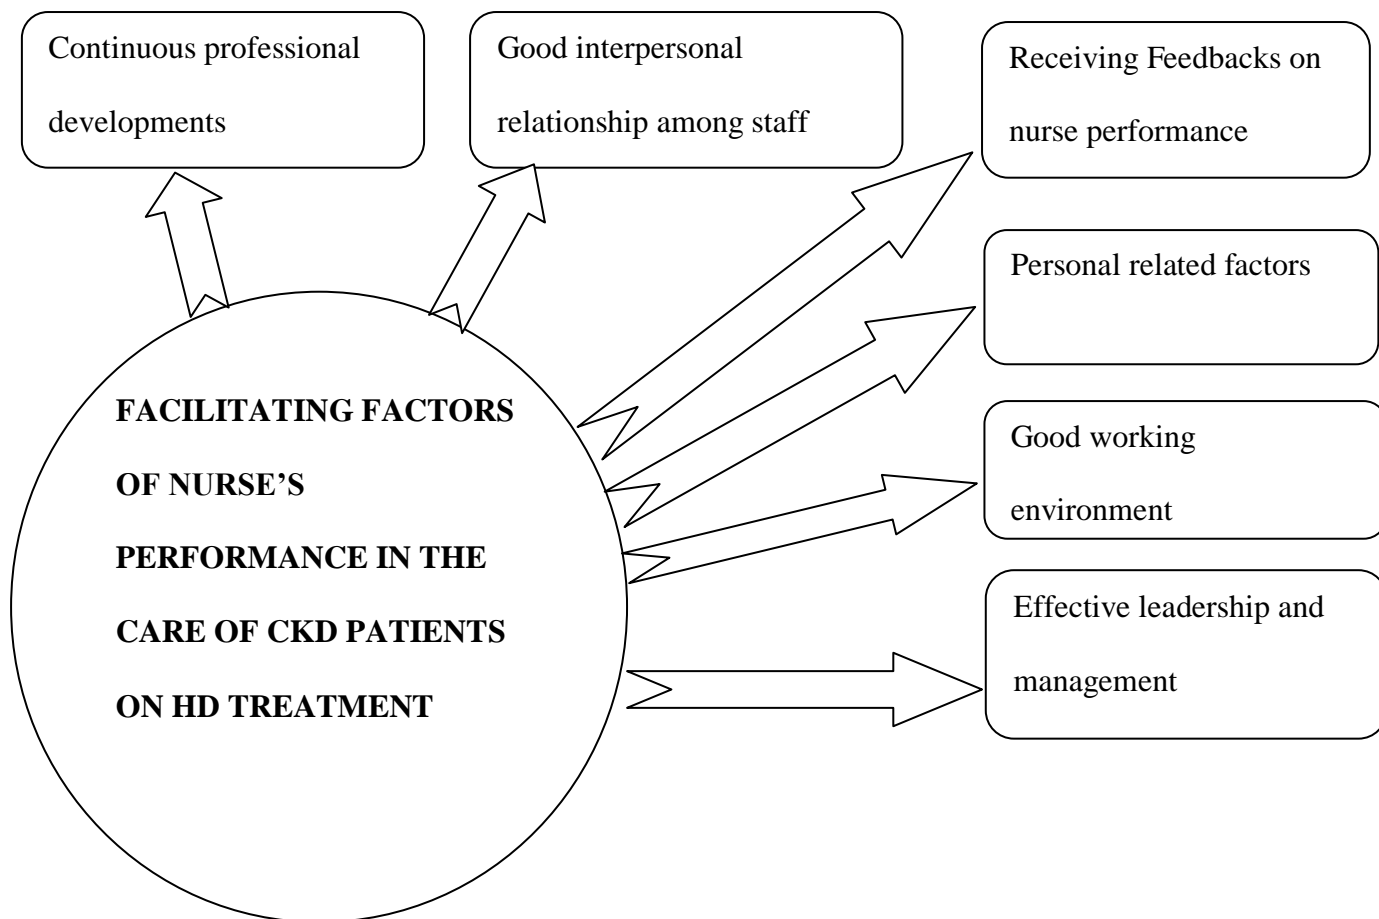 Continuous professional
developments
Good interpersonal
relationship among staff
Receiving Feedbacks on
nurse performance
Personal related factors
FACILITATING FACTORS
OF NURSE’S
PERFORMANCE IN THE
CARE OF CKD PATIENTS
ON HD TREATMENT
Good working
environment
Effective leadership and
management